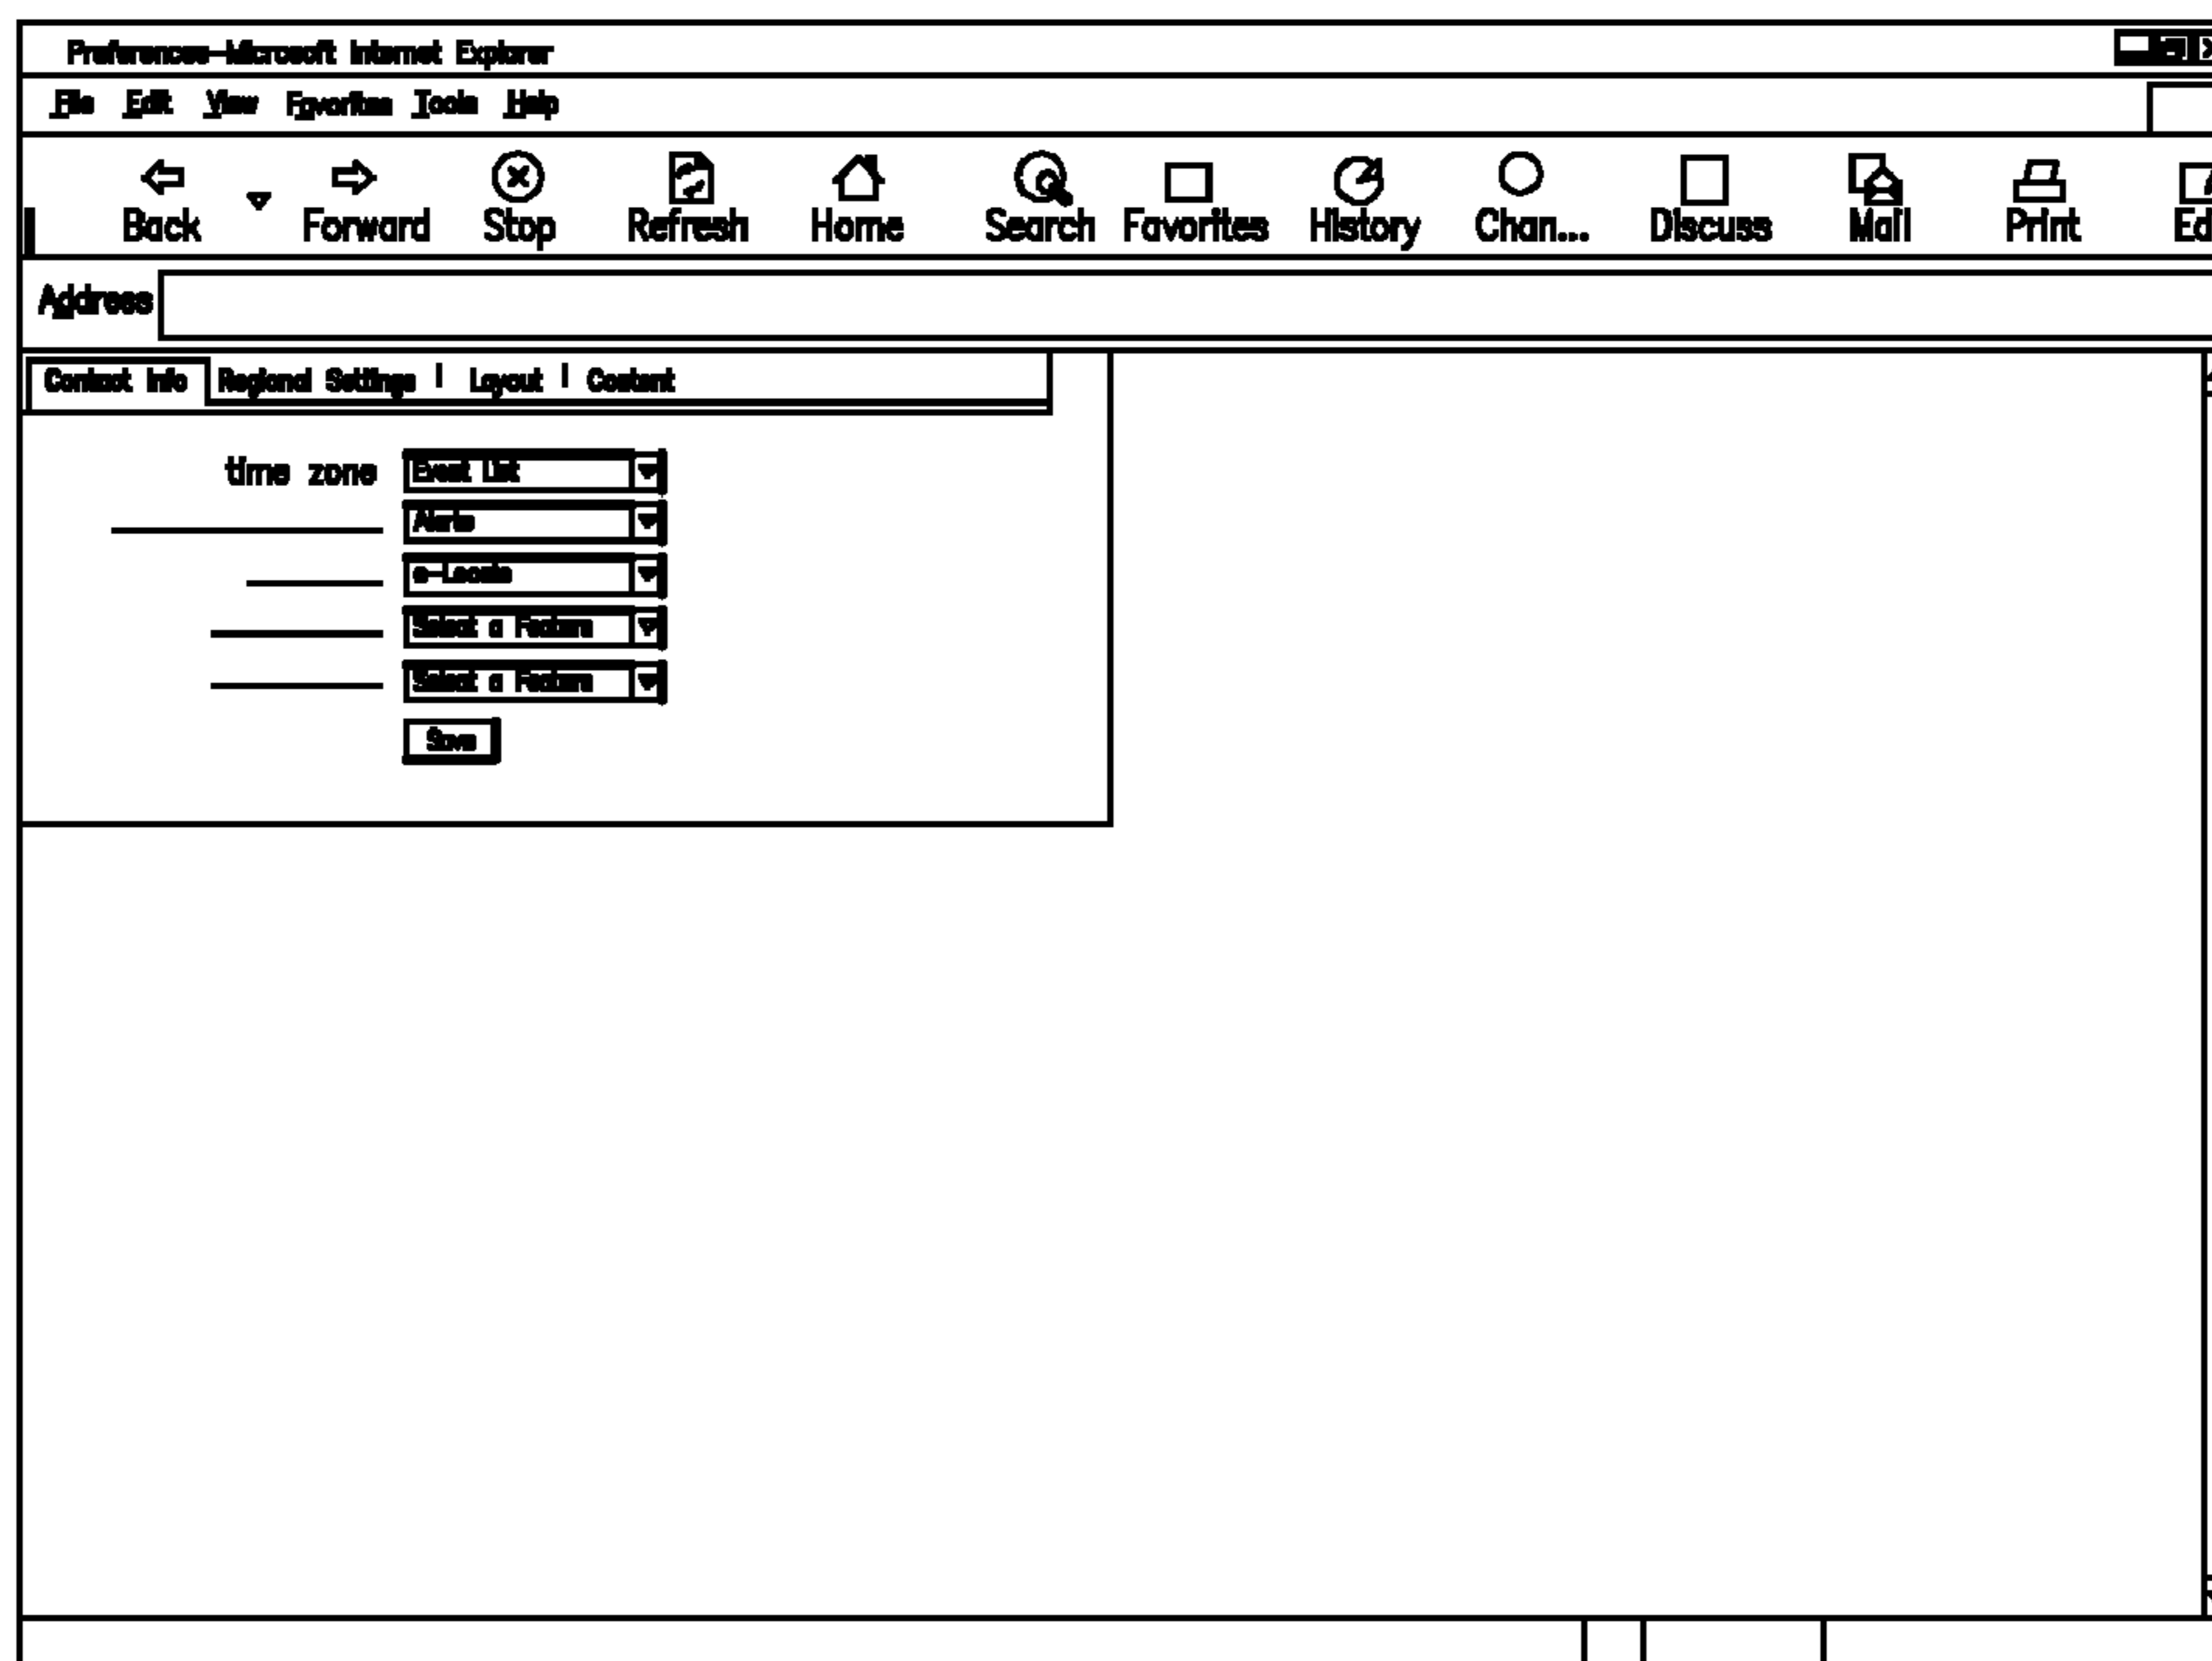 Preferences—Microsoft Internet Explorer
File Edit View Favorites Tools Help
Back Forward Stop Refresh Home Search Favorites History Chan... Discuss Mail Print
Address
Contact Info Regional Settings | Layout | Content
time zone Event List
Alerts
Select a Feature
Select a Feature
Save